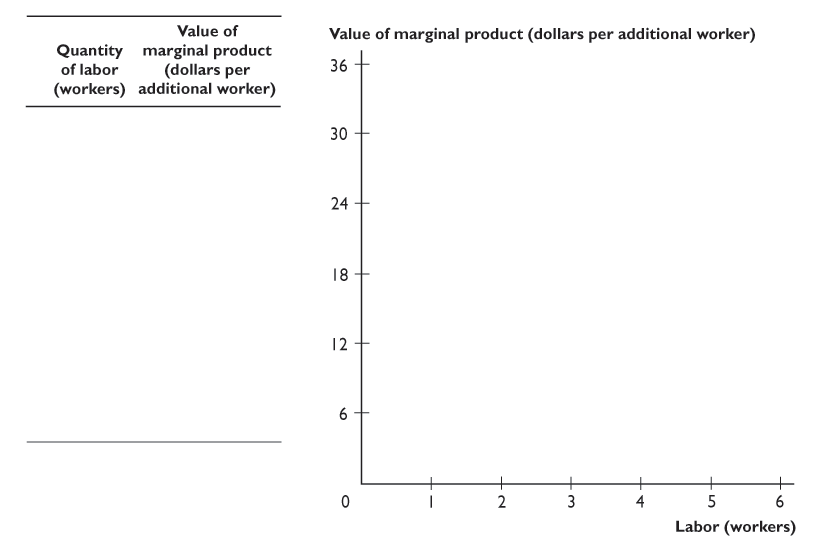 Quantity
of labor
(workers)
Value of
marginal product
(dollars per
additional worker)
Value of marginal product (dollars per additional worker)
36
30
24
18
12
6
0
1
2
3
4
5
6
Labor (workers)